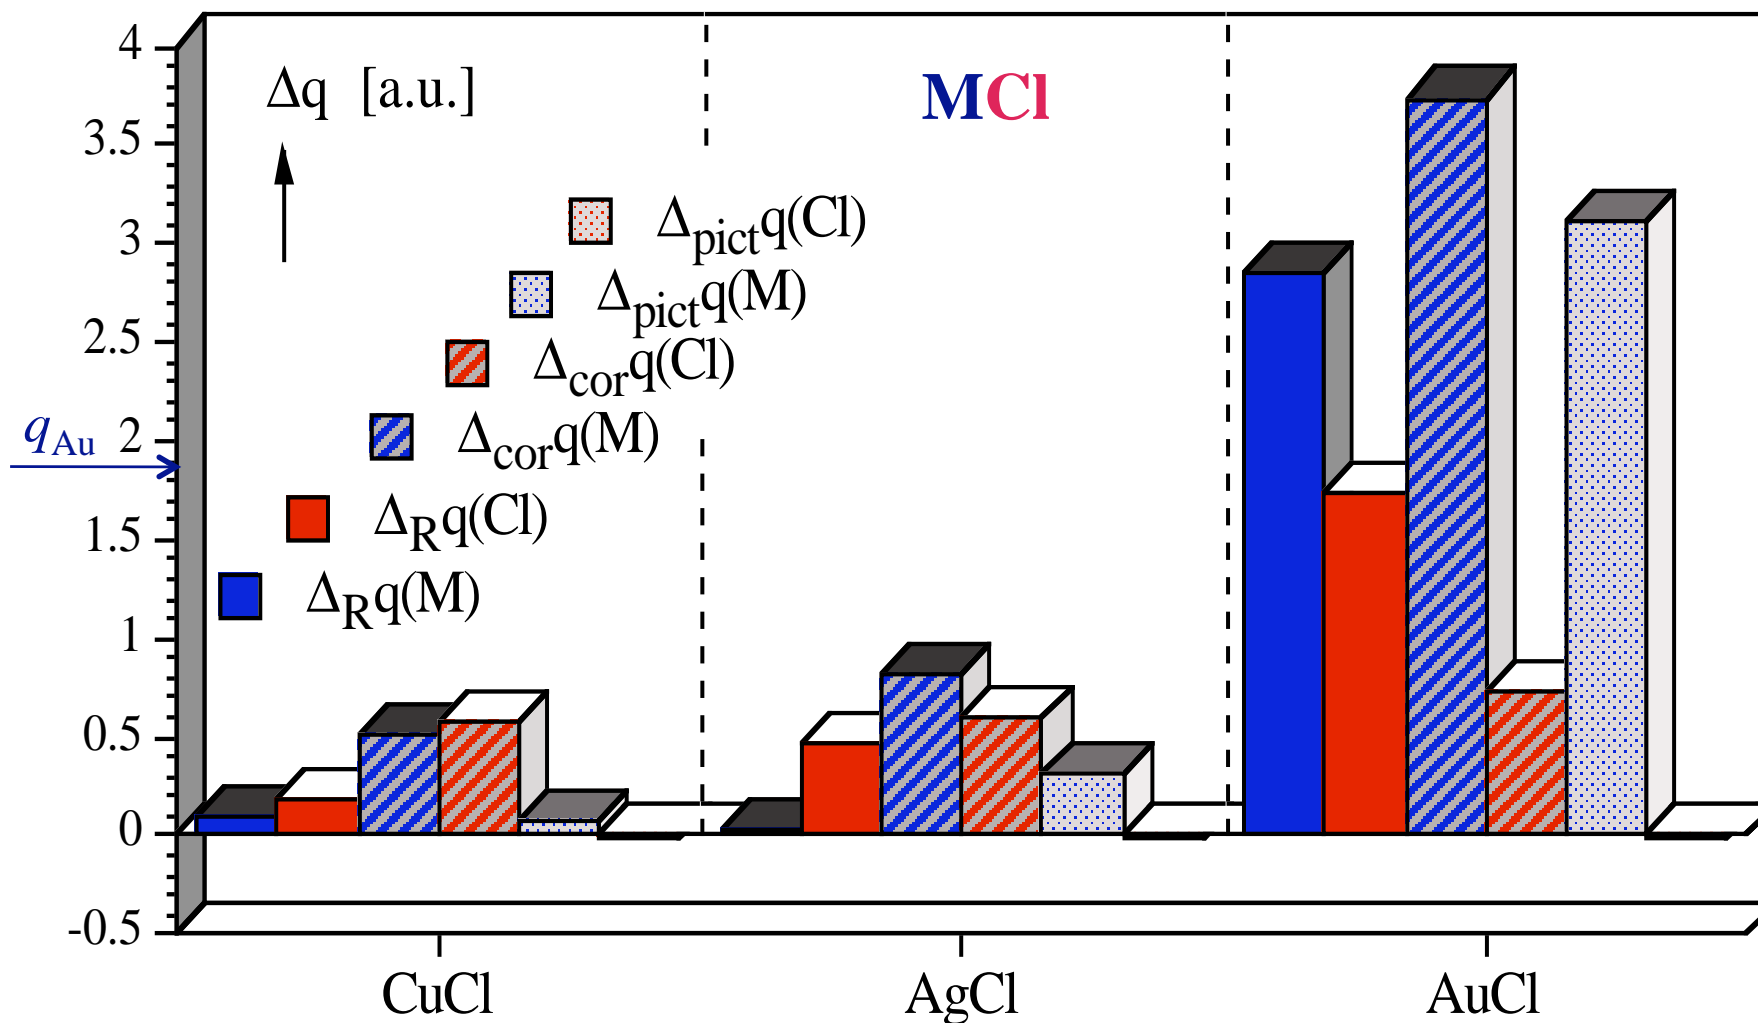 4
Δq [a.u.]
MCl
3.5
3
Δpictq(Cl)
Δpictq(M)
2.5
Δcorq(Cl)
qAu
2
Δcorq(M)
1.5
ΔRq(Cl)
ΔRq(M)
1
0.5
0
-0.5
CuCl AgCl AuCl